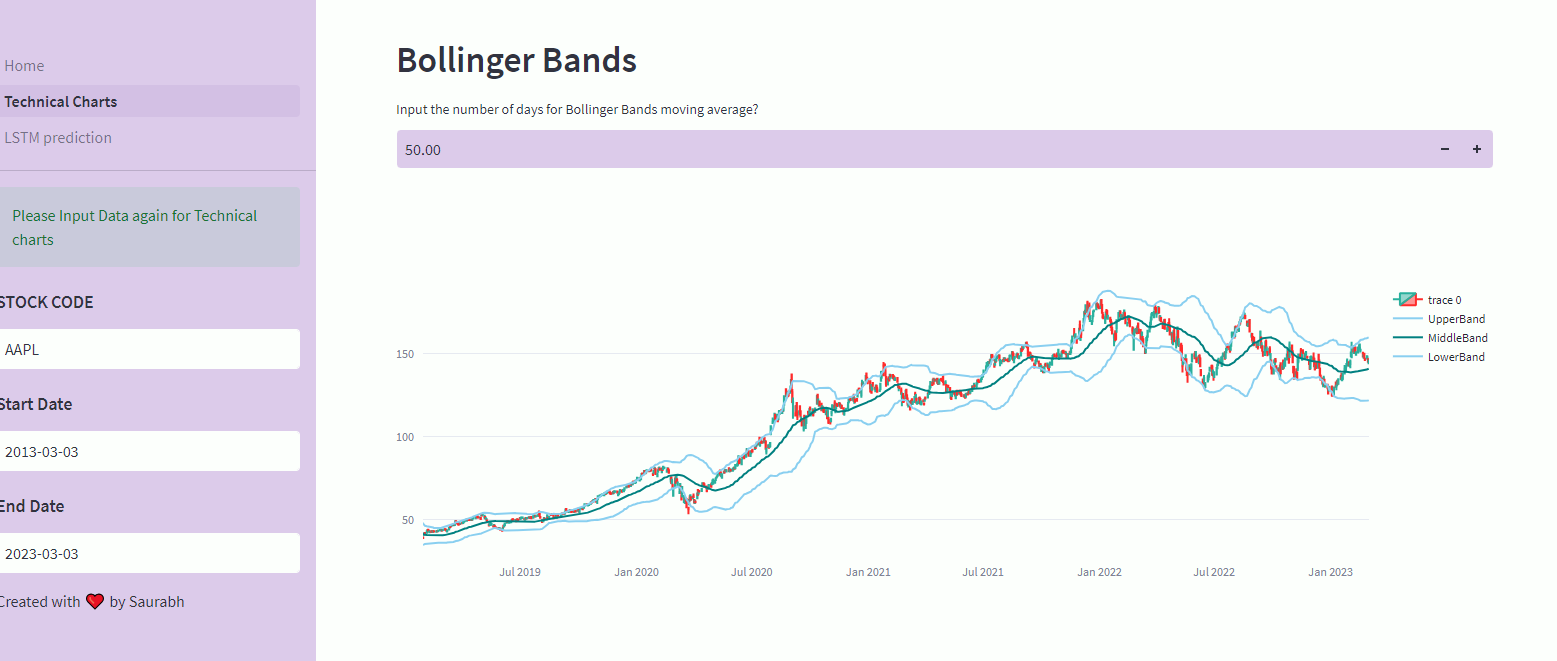 Home
Technical Charts
LSTM prediction
Please Input Data again for Technical
charts
STOCK CODE
AAPL
Start Date
2013-03-03
End Date
2023-03-03
Created with ❤️ by Saurabh
Bollinger Bands
Input the number of days for Bollinger Bands moving average?
50.00
− +
trace 0
UpperBand
MiddleBand
LowerBand
150
100
50
Jul 2019 Jan 2020 Jul 2020 Jan 2021 Jul 2021 Jan 2022 Jul 2022 Jan 2023